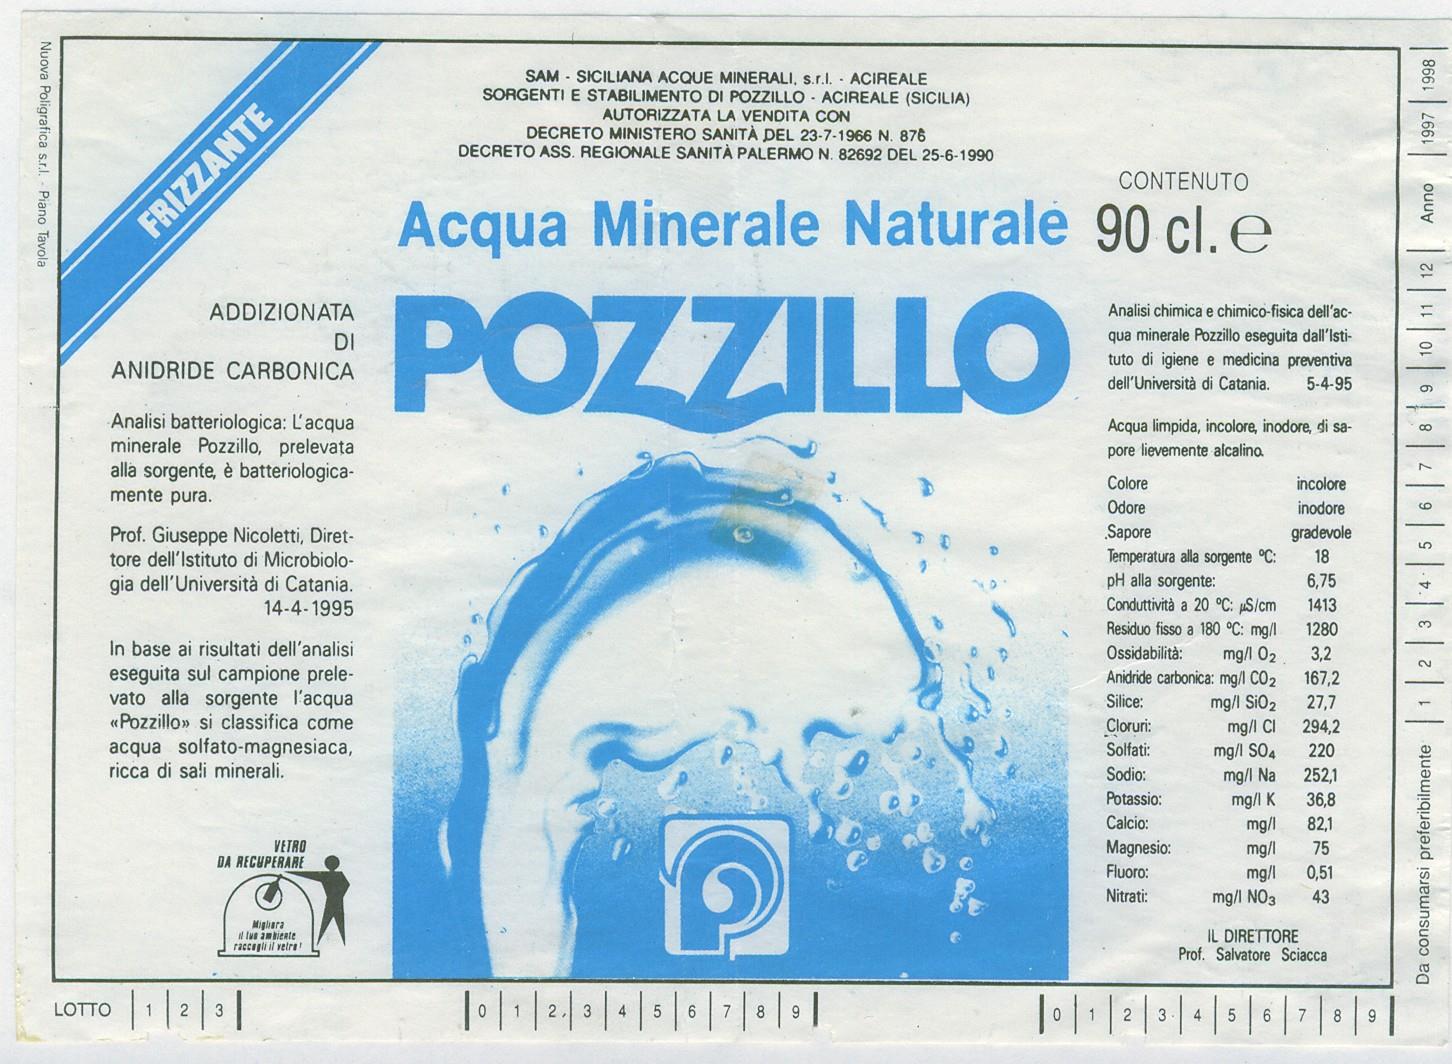 Nuova Poligrafica s.r.l. - Piano Tavola
FRIZZANTE
SAM - SICILIANA ACQUE MINERALI, s.r.l. - ACIREALE
SORGENTI E STABILIMENTO DI POZZILLO - ACIREALE (SICILIA)
AUTORIZZATA LA VENDITA CON
DECRETO MINISTERO SANITÀ DEL 23-7-1966 N. 876
DECRETO ASS. REGIONALE SANITÀ PALERMO N. 82692 DEL 25-6-1990
Acqua Minerale Naturale
POZZILLO
CONTENUTO
90 cl. e
ADDIZIONATA
DI
ANIDRIDE CARBONICA
Analisi batteriologica: L'acqua
minerale Pozzillo, prelevata
alla sorgente, è batteriologica-
mente pura.
Prof. Giuseppe Nicoletti, Diret-
tore dell'Istituto di Microbiolo-
gia dell'Università di Catania.
14-4-1995
In base ai risultati dell'analisi
eseguita sul campione prele-
vato alla sorgente l'acqua
«Pozzillo» si classifica come
acqua solfato-magnesiaca,
ricca di sali minerali.
VETRO
DA RECUPERARE
Migliora
il tuo ambiente
raccogli il vetro!
Analisi chimica e chimico-fisica dell'ac-
qua minerale Pozzillo eseguita dall'Isti-
tuto di igiene e medicina preventiva
dell'Università di Catania. 5-4-95
Acqua limpida, incolore, inodore, di sa-
pore lievemente alcalino.
Colore incolore
Odore inodore
Sapore gradevole
Temperatura alla sorgente °C: 18
pH alla sorgente: 6,75
Conduttività a 20 °C: µS/cm 1413
Residuo fisso a 180 °C: mg/l 1280
Ossidabilità: mg/l O2 3,2
Anidride carbonica: mg/l CO2 167,2
Silice: mg/l SiO2 27,7
Cloruri: mg/l Cl 294,2
Solfati: mg/l SO4 220
Sodio: mg/l Na 252,1
Potassio: mg/l K 36,8
Calcio: mg/l 82,1
Magnesio: mg/l 75
Fluoro: mg/l 0,51
Nitrati: mg/l NO3 43
IL DIRETTORE
Prof. Salvatore Sciacca
Da consumarsi preferibilmente 1 2 3 4 5 6 7 8 9 10 11 12 Anno 1997 1998
LOTTO 1 2 3
0 1 2 3 4 5 6 7 8 9
0 1 2 3 4 5 6 7 8 9